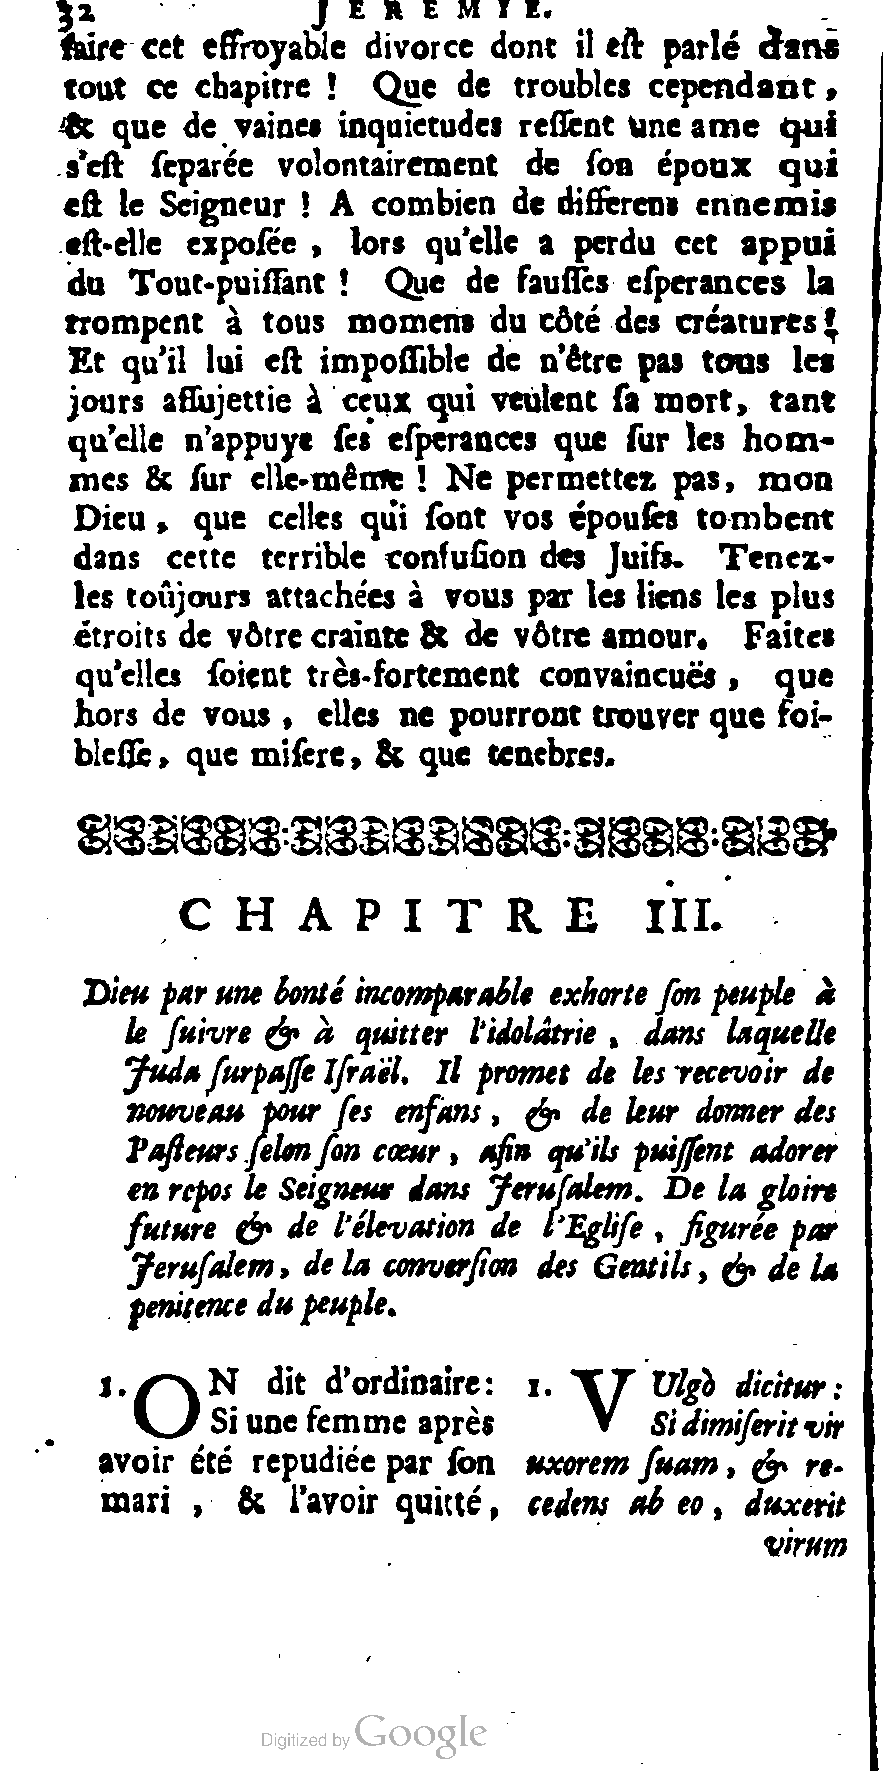 32 JEREMIE.
faire cet effroyable divorce dont il eſt parlé dans
tout ce chapitre ! Que de troubles cependant,
& que de vaines inquietudes reſſent une ame qui
s'eſt ſeparée volontairement de ſon époux qui
eſt le Seigneur ! A combien de differens ennemis
eſt-elle expoſée , lors qu'elle a perdu cet appui
du Tout-puiſſant ! Que de fauſſes eſperances la
trompent à tous momens du côté des créatures !
Et qu'il lui eſt impoſſible de n'être pas tous les
jours aſſujettie à ceux qui veulent ſa mort, tant
qu'elle n'appuye ſes eſperances que ſur les hom-
mes & ſur elle-même ! Ne permettez pas, mon
Dieu , que celles qui ſont vos épouſes tombent
dans cette terrible confuſion des Juifs. Tenez-
les toûjours attachées à vous par les liens les plus
étroits de vôtre crainte & de vôtre amour. Faites
qu'elles ſoient très-fortement convaincuës , que
hors de vous , elles ne pourront trouver que foi-
bleſſe, que miſere, & que tenebres.
CHAPITRE III.
Dieu par une bonté incomparable exhorte ſon peuple à
le ſuivre & à quitter l'idolâtrie , dans laquelle
Juda ſurpaſſe Iſraël. Il promet de les recevoir de
nouveau pour ſes enfans , & de leur donner des
Paſteurs ſelon ſon cœur , afin qu'ils puiſſent adorer
en repos le Seigneur dans Jeruſalem. De la gloire
future & de l'élevation de l'Egliſe , figurée par
Jeruſalem, de la converſion des Gentils, & de la
penitence du peuple.
1. ON dit d'ordinaire:
Si une femme après
avoir été repudiée par ſon
mari , & l'avoir quitté,
1. VUlgò dicitur :
Si dimiſerit vir
uxorem ſuam , & re-
cedens ab eo , duxerit
virum
Digitized by Google